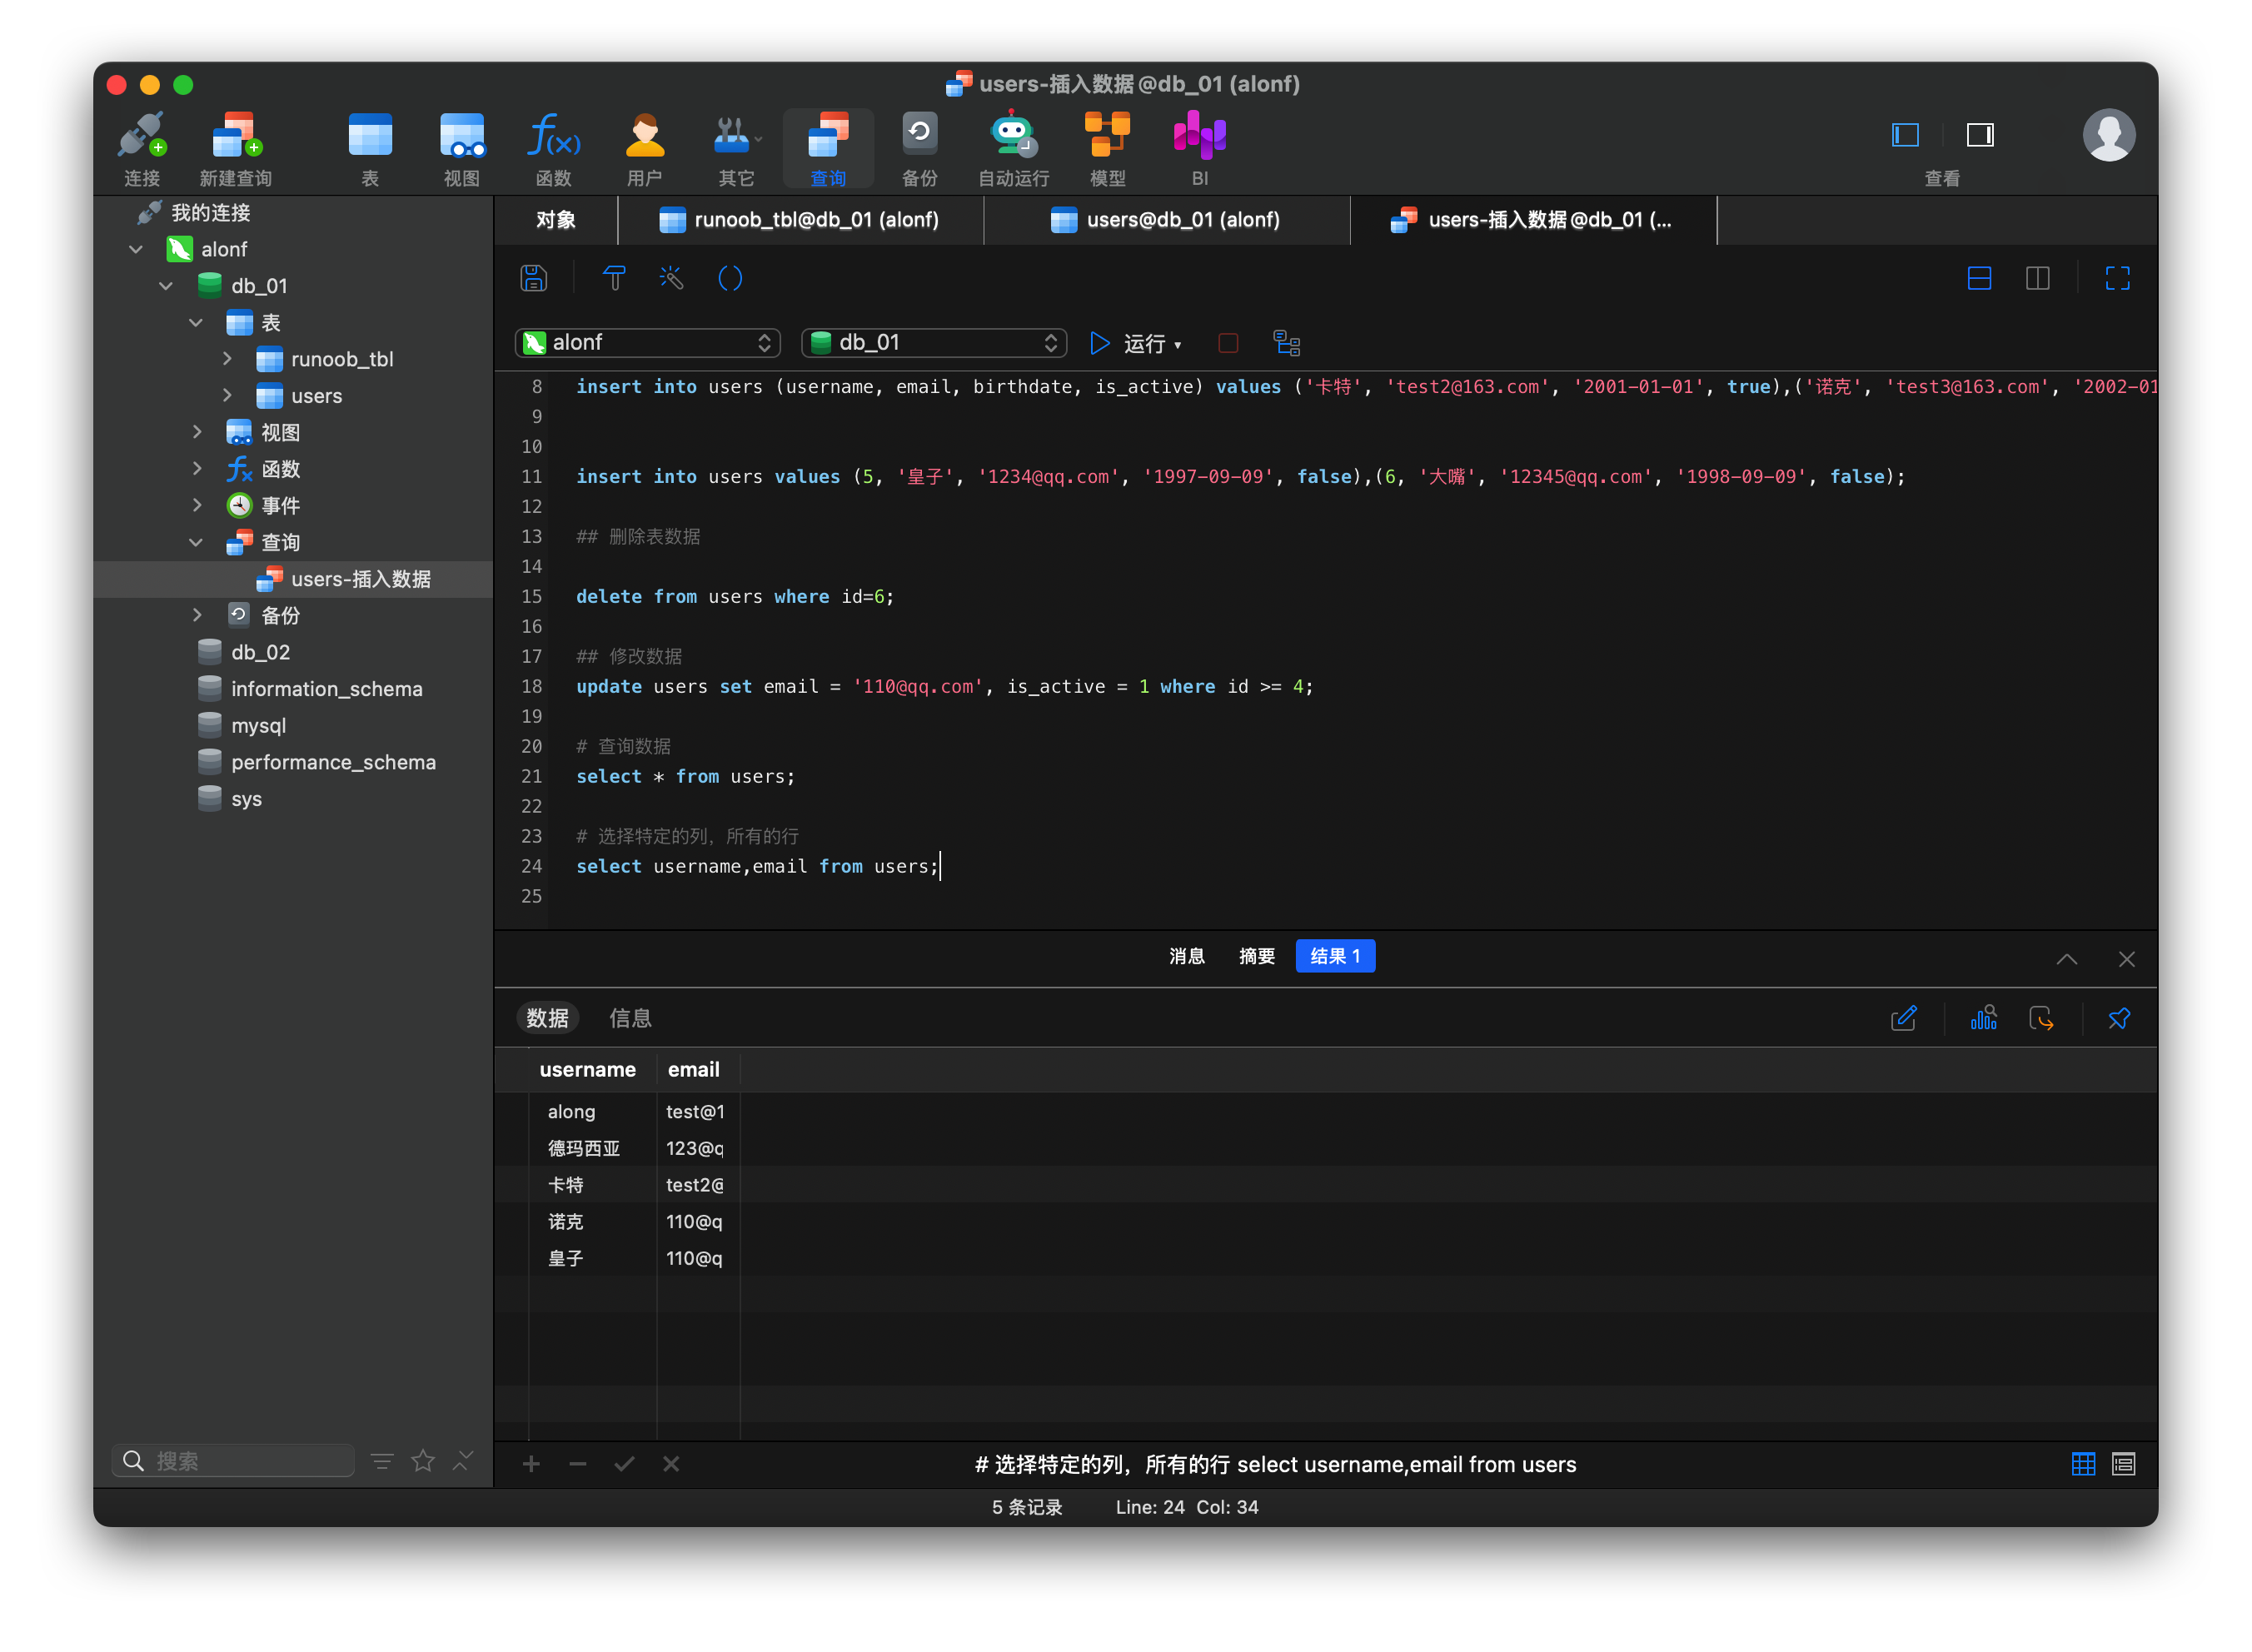 users-插入数据@db_01 (alonf)
连接
新建查询
表
视图
函数
用户
其它
查询
备份
自动运行
模型
BI
查看
我的连接
alonf
db_01
表
runoob_tbl
users
视图
函数
事件
查询
users-插入数据
备份
db_02
information_schema
mysql
performance_schema
sys
搜索
对象
runoob_tbl@db_01 (alonf)
users@db_01 (alonf)
users-插入数据@db_01 (...
alonf
db_01
运行
8 insert into users (username, email, birthdate, is_active) values ('卡特', 'test2@163.com', '2001-01-01', true),('诺克', 'test3@163.com', '2002-01
9
10
11 insert into users values (5, '皇子', '1234@qq.com', '1997-09-09', false),(6, '大嘴', '12345@qq.com', '1998-09-09', false);
12
13 ## 删除表数据
14
15 delete from users where id=6;
16
17 ## 修改数据
18 update users set email = '110@qq.com', is_active = 1 where id >= 4;
19
20 # 查询数据
21 select * from users;
22
23 # 选择特定的列，所有的行
24 select username,email from users;
25
消息 摘要 结果 1
数据 信息
username email
along test@1
德玛西亚 123@q
卡特 test2@
诺克 110@q
皇子 110@q
# 选择特定的列，所有的行 select username,email from users
5 条记录 Line: 24 Col: 34